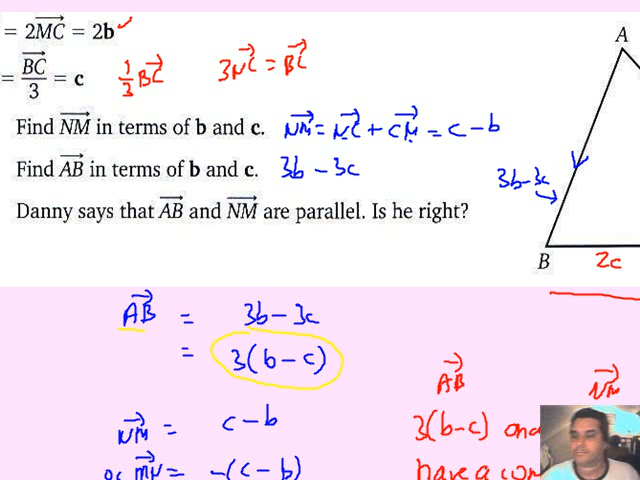 = 2MC = 2b ✓
= BC/3 = c 1/3 BC 3NC = BC
Find NM in terms of b and c. NM = NC + CM = c - b
Find AB in terms of b and c. 3b - 3c
Danny says that AB and NM are parallel. Is he right?
A
3b-3c
B
2c
AB = 3b - 3c
= 3(b - c)
NM = c - b
or MN = -(c - b)
AB NM
3(b-c) and
have a com